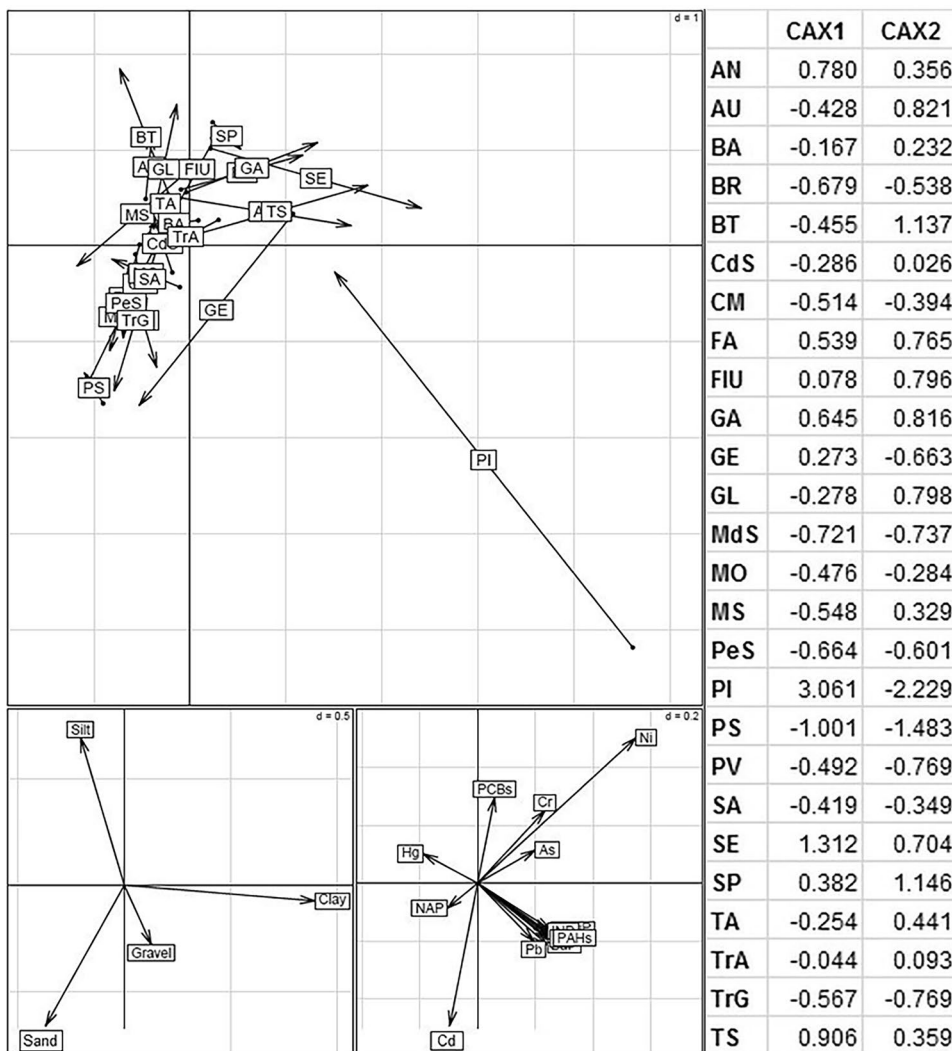 d = 1
BT
SP
GL
FIU
GA
SE
TA
MS
TS
BA
TrA
SA
PeS
TrG
GE
PS
PI
d = 0.5
Silt
Clay
Gravel
Sand
d = 0.2
Ni
PCBs
Cr
As
Hg
NAP
PAHs
Pb
Cd
CAX1 CAX2
AN 0.780 0.356
AU -0.428 0.821
BA -0.167 0.232
BR -0.679 -0.538
BT -0.455 1.137
CdS -0.286 0.026
CM -0.514 -0.394
FA 0.539 0.765
FIU 0.078 0.796
GA 0.645 0.816
GE 0.273 -0.663
GL -0.278 0.798
MdS -0.721 -0.737
MO -0.476 -0.284
MS -0.548 0.329
PeS -0.664 -0.601
PI 3.061 -2.229
PS -1.001 -1.483
PV -0.492 -0.769
SA -0.419 -0.349
SE 1.312 0.704
SP 0.382 1.146
TA -0.254 0.441
TrA -0.044 0.093
TrG -0.567 -0.769
TS 0.906 0.359